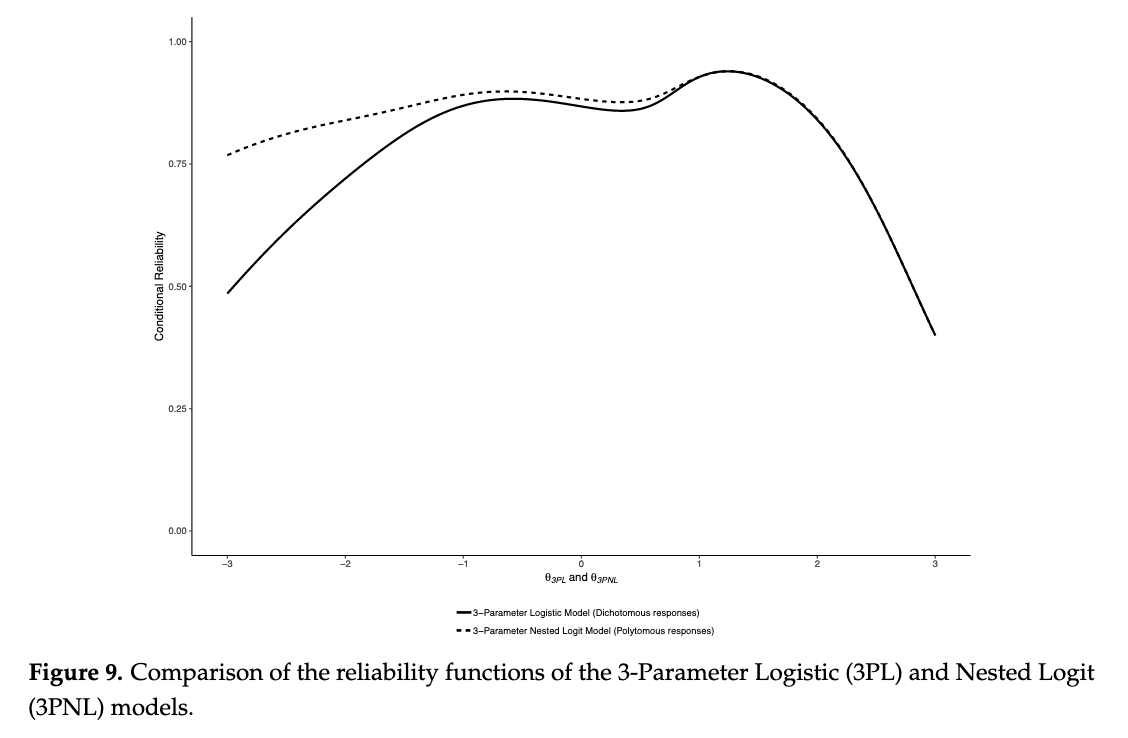 1.00
0.75
0.50
0.25
0.00
Conditional Reliability
−3 −2 −1 0 1 2 3
θ3PL and θ3PNL
3−Parameter Logistic Model (Dichotomous responses)
3−Parameter Nested Logit Model (Polytomous responses)
Figure 9. Comparison of the reliability functions of the 3-Parameter Logistic (3PL) and Nested Logit
(3PNL) models.